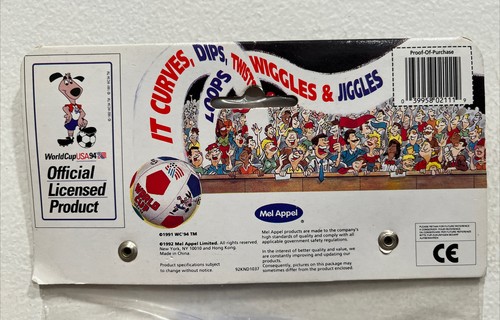 IT CURVES, DIPS, TWISTS
LOOPS WIGGLES & JIGGLES
Proof-Of-Purchase
WorldCupUSA94
Official
Licensed
Product
Mel Appel
©1991 WC'94 TM
©1992 Mel Appel Limited. All rights reserved.
New York, NY 10010 and Hong Kong.
Made in China
Product specifications subject
to change without notice.
92KND1037
Mel Appel products are made to the company's
high standards of quality and comply with all
applicable government safety regulations.
In the interest of better quality and value, we
are constantly improving and updating our
products.
Consequently, pictures on this package may
sometimes differ from the product enclosed.
CE